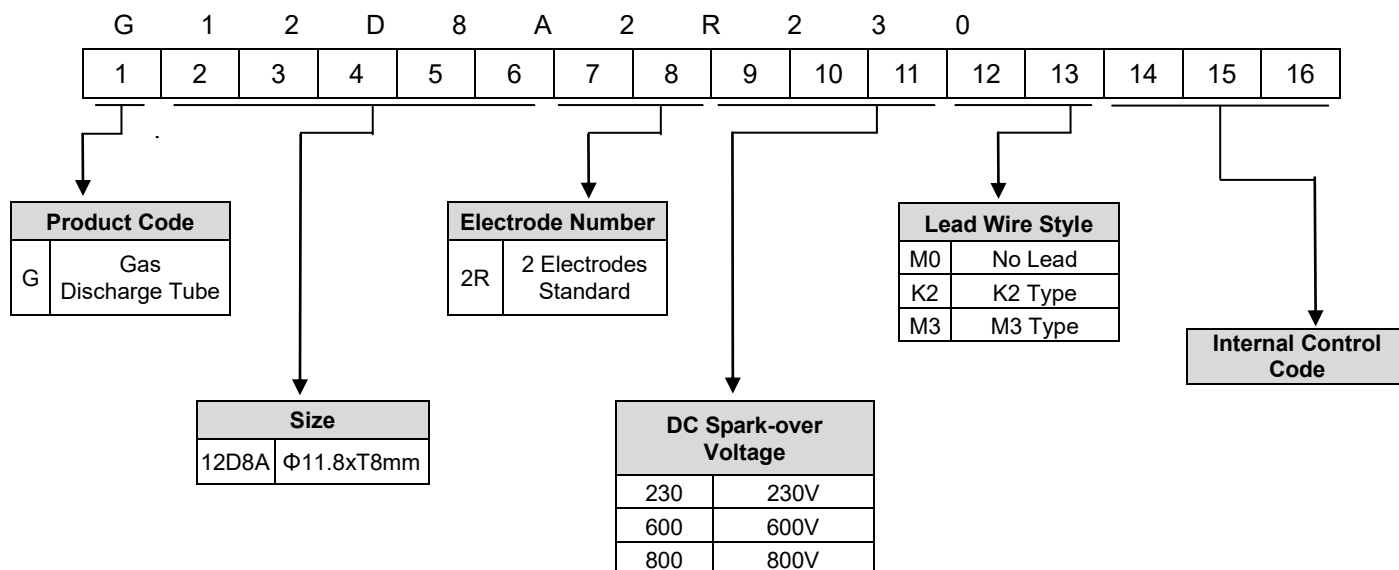 G 1 2 D 8 A 2 R 2 3 0
1 2 3 4 5 6 7 8 9 10 11 12 13 14 15 16
Product Code
G Gas
Discharge Tube
Electrode Number
2R 2 Electrodes
Standard
Lead Wire Style
M0 No Lead
K2 K2 Type
M3 M3 Type
Internal Control
Code
Size
12D8A Φ11.8xT8mm
DC Spark-over
Voltage
230 230V
600 600V
800 800V